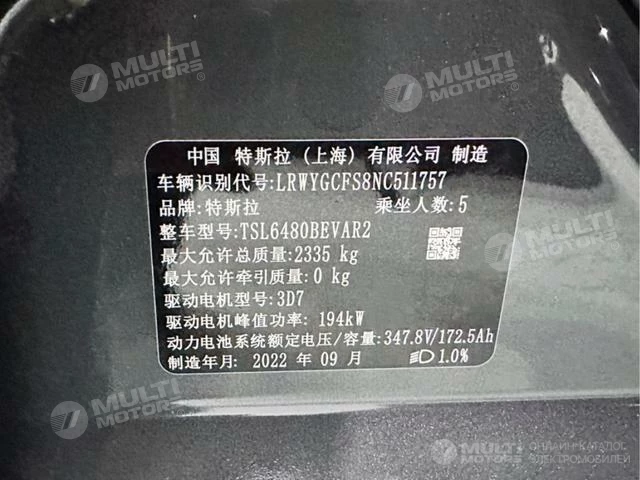 MULTI MOTORS®
MULTI MOTORS®
中国 特斯拉（上海）有限公司 制造
车辆识别代号:LRWYGCFS8NC511757
品牌:特斯拉 乘坐人数:5
整车型号:TSL6480BEVAR2
最大允许总质量:2335 kg
最大允许牵引质量:0 kg
驱动电机型号:3D7
驱动电机峰值功率: 194kW
动力电池系统额定电压/容量:347.8V/172.5Ah
制造年月: 2022 年 09 月 1.0%
MULTI MOTORS®
MULTI MOTORS®
ОНЛАЙН-КАТАЛОГ
ЭЛЕКТРОМОБИЛЕЙ